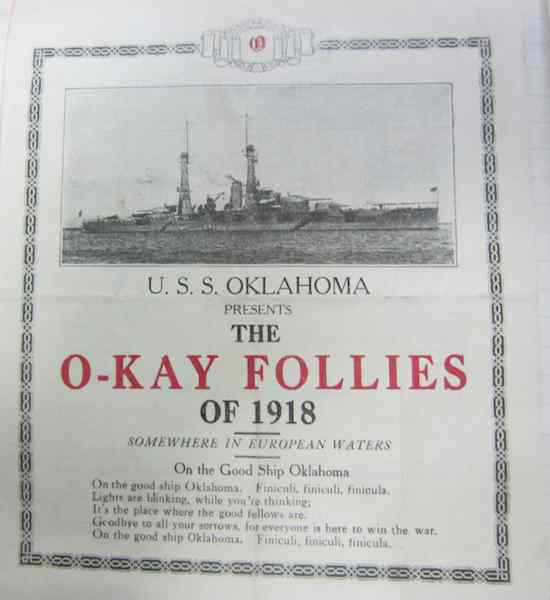 O
U. S. S. OKLAHOMA
PRESENTS
THE
O-KAY FOLLIES
OF 1918
SOMEWHERE IN EUROPEAN WATERS
On the Good Ship Oklahoma
On the good ship Oklahoma. Finiculi, finiculi, finicula.
Lights are blinking, while you're thinking;
It's the place where the good fellows are.
Goodbye to all your sorrows, for everyone is here to win the war.
On the good ship Oklahoma. Finiculi, finiculi, finicula.